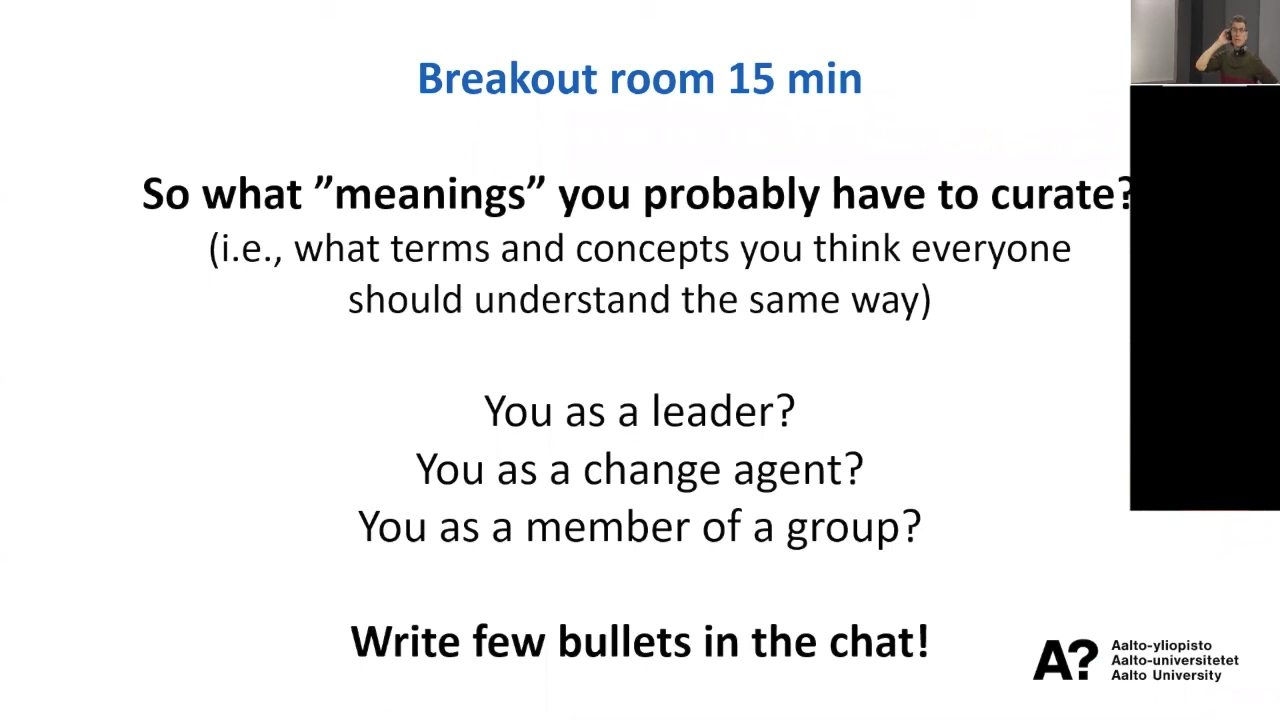 Breakout room 15 min
So what ”meanings” you probably have to curate?
(i.e., what terms and concepts you think everyone
should understand the same way)
You as a leader?
You as a change agent?
You as a member of a group?
Write few bullets in the chat!
A?
Aalto-yliopisto
Aalto-universitetet
Aalto University